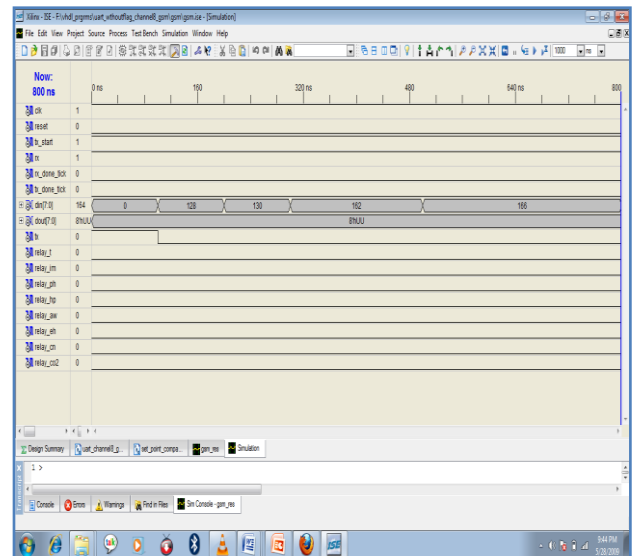 Xilinx - ISE - F:\vhdl_prgrms\uart_withoutflag_channel8_gsm\gsm\gsm.ise - [Simulation]
File Edit View Project Source Process Test Bench Simulation Window Help
1000 ns
Now:
800 ns
0 ns 160 320 ns 480 640 ns 800
clk 1
reset 0
tx_start 1
rx 1
rx_done_tick 0
tx_done_tick 0
din[7:0] 164 0 128 130 162 166
dout[7:0] 8'hUU 8'hUU
tx 0
relay_t 0
relay_im 0
relay_ph 0
relay_hp 0
relay_aw 0
relay_eh 0
relay_cn 0
relay_co2 0
Design Summary uart_channel8_g... set_point_compa... gsm_res Simulation
1 >
Console Errors Warnings Find in Files Sim Console - gsm_res
ISE
9:44 PM
5/28/2009